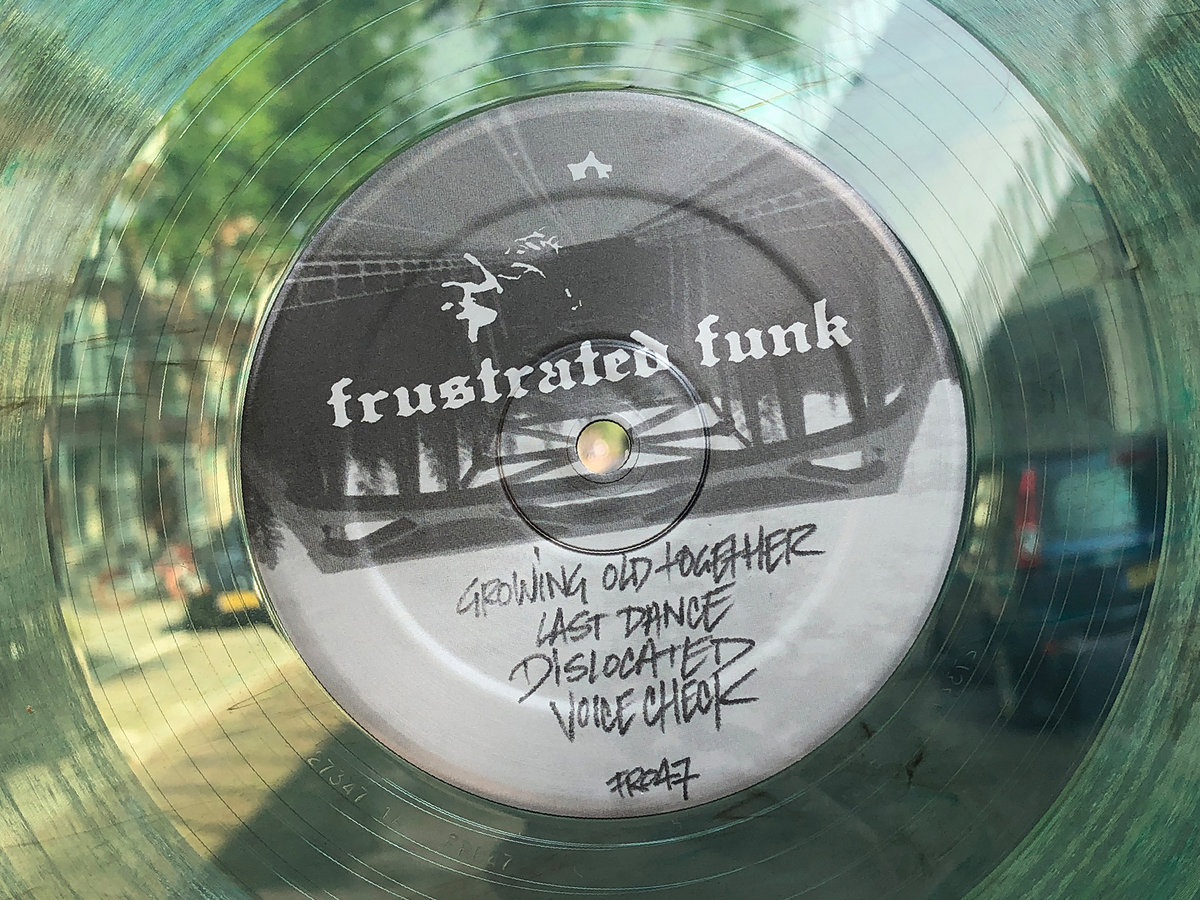 frustrated funk
GROWING OLD TOGETHER
LAST DANCE
DISLOCATED
VOICE CHECK
FR047